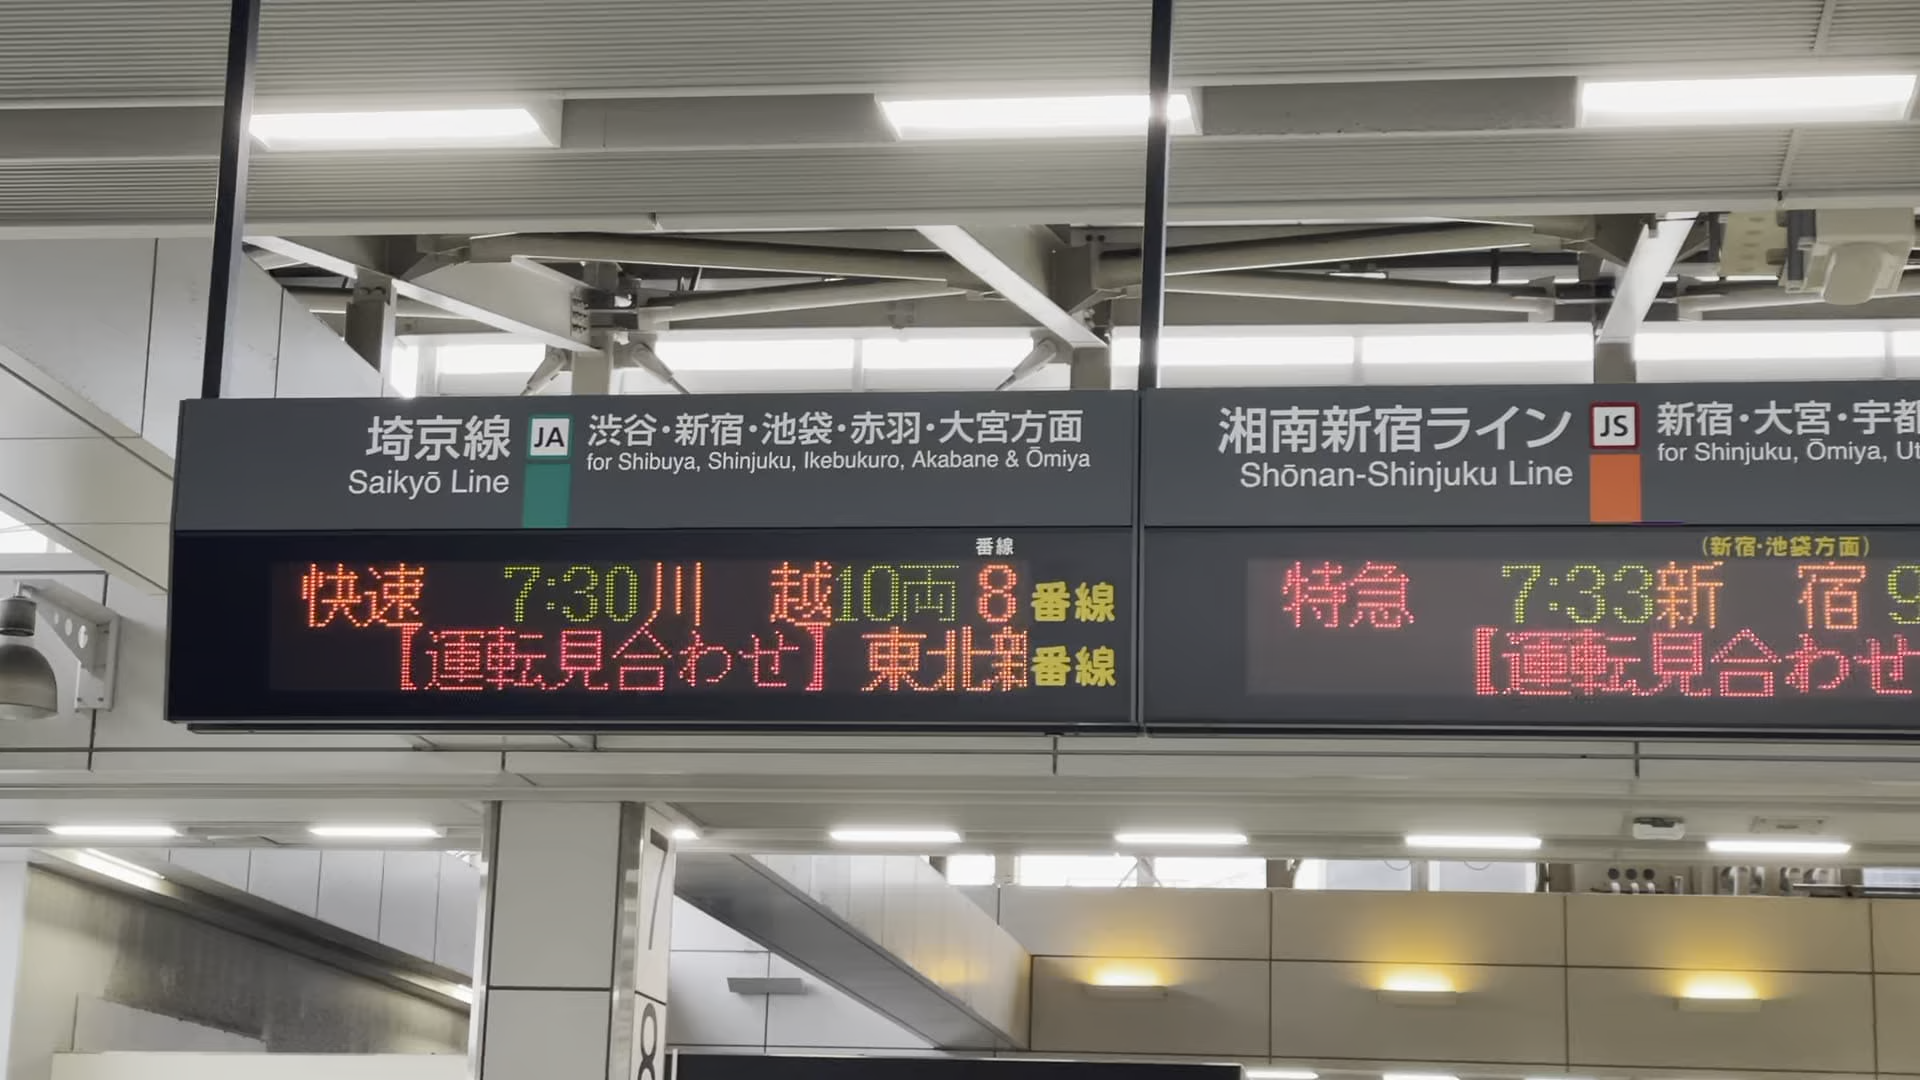 埼京線 JA 渋谷・新宿・池袋・赤羽・大宮方面
Saikyō Line for Shibuya, Shinjuku, Ikebukuro, Akabane & Ōmiya
番線
快速 7:30 川越 10両 8 番線
【運転見合わせ】 東北新 番線
湘南新宿ライン JS 新宿・大宮・宇都
Shōnan-Shinjuku Line for Shinjuku, Ōmiya, Ut
(新宿・池袋方面)
特急 7:33 新宿 9
【運転見合わせ
7
8